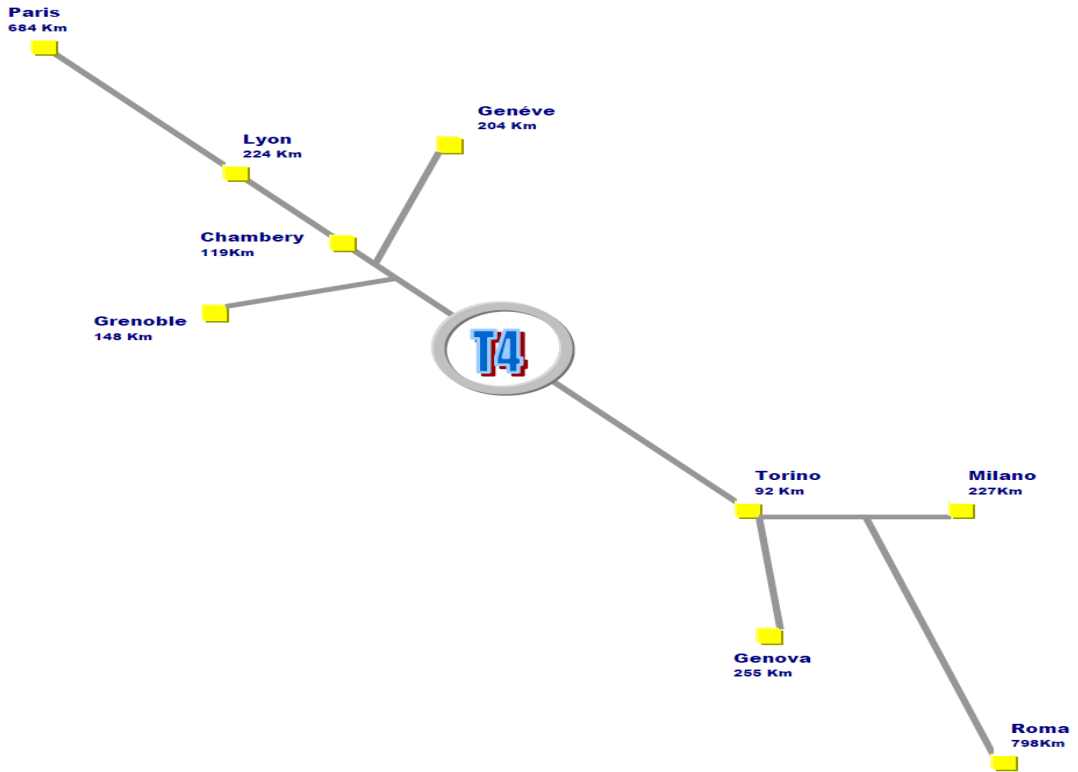 Paris
684 Km
Genéve
204 Km
Lyon
224 Km
Chambery
119Km
Grenoble
148 Km
T4
Torino
92 Km
Milano
227Km
Genova
255 Km
Roma
798Km